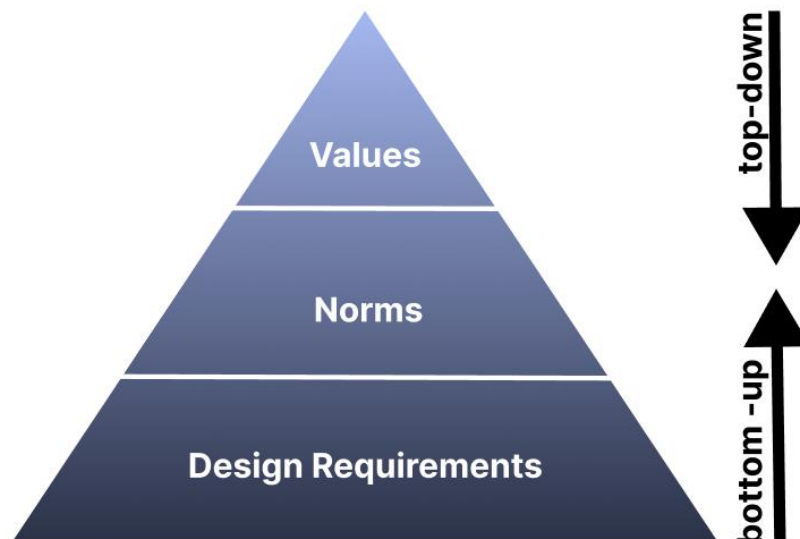 Values
Norms
Design Requirements
top-down
bottom -up